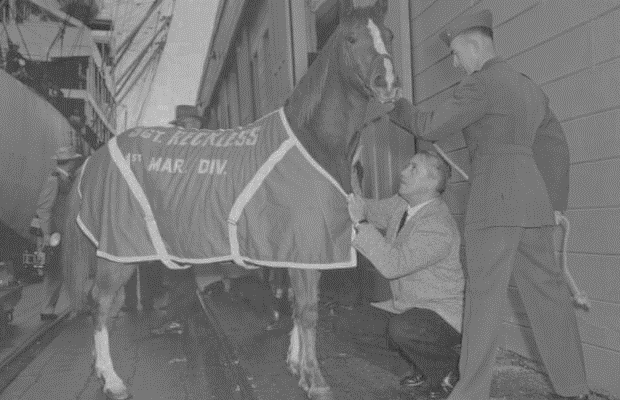 SGT. RECKLESS
1ST MAR. DIV.